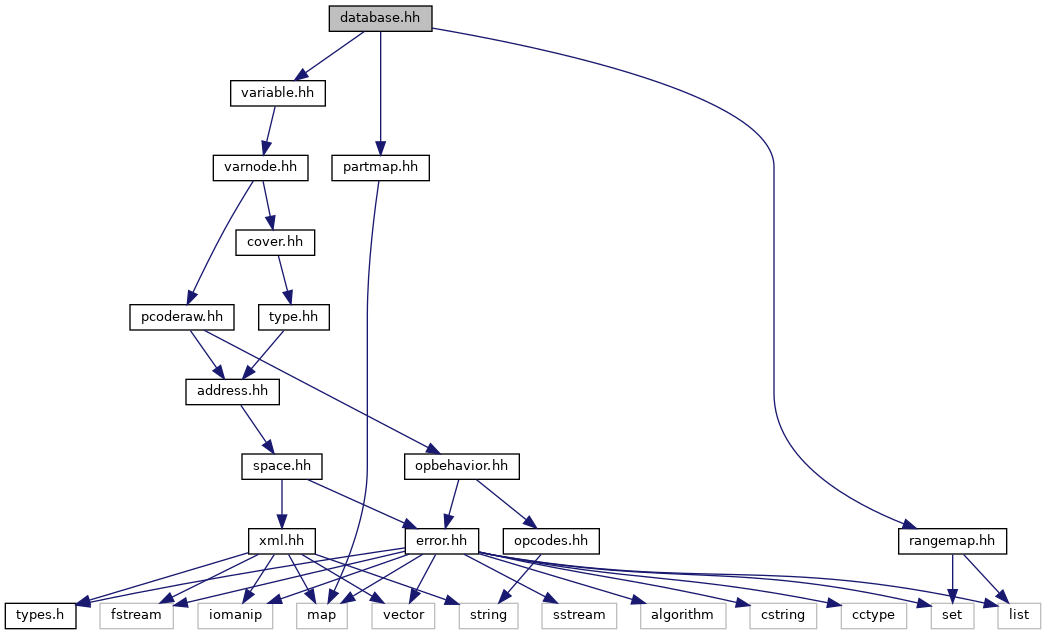 database.hh
variable.hh
varnode.hh
partmap.hh
cover.hh
pcoderaw.hh
type.hh
address.hh
space.hh
opbehavior.hh
xml.hh
error.hh
opcodes.hh
rangemap.hh
types.h
fstream
iomanip
map
vector
string
sstream
algorithm
cstring
cctype
set
list